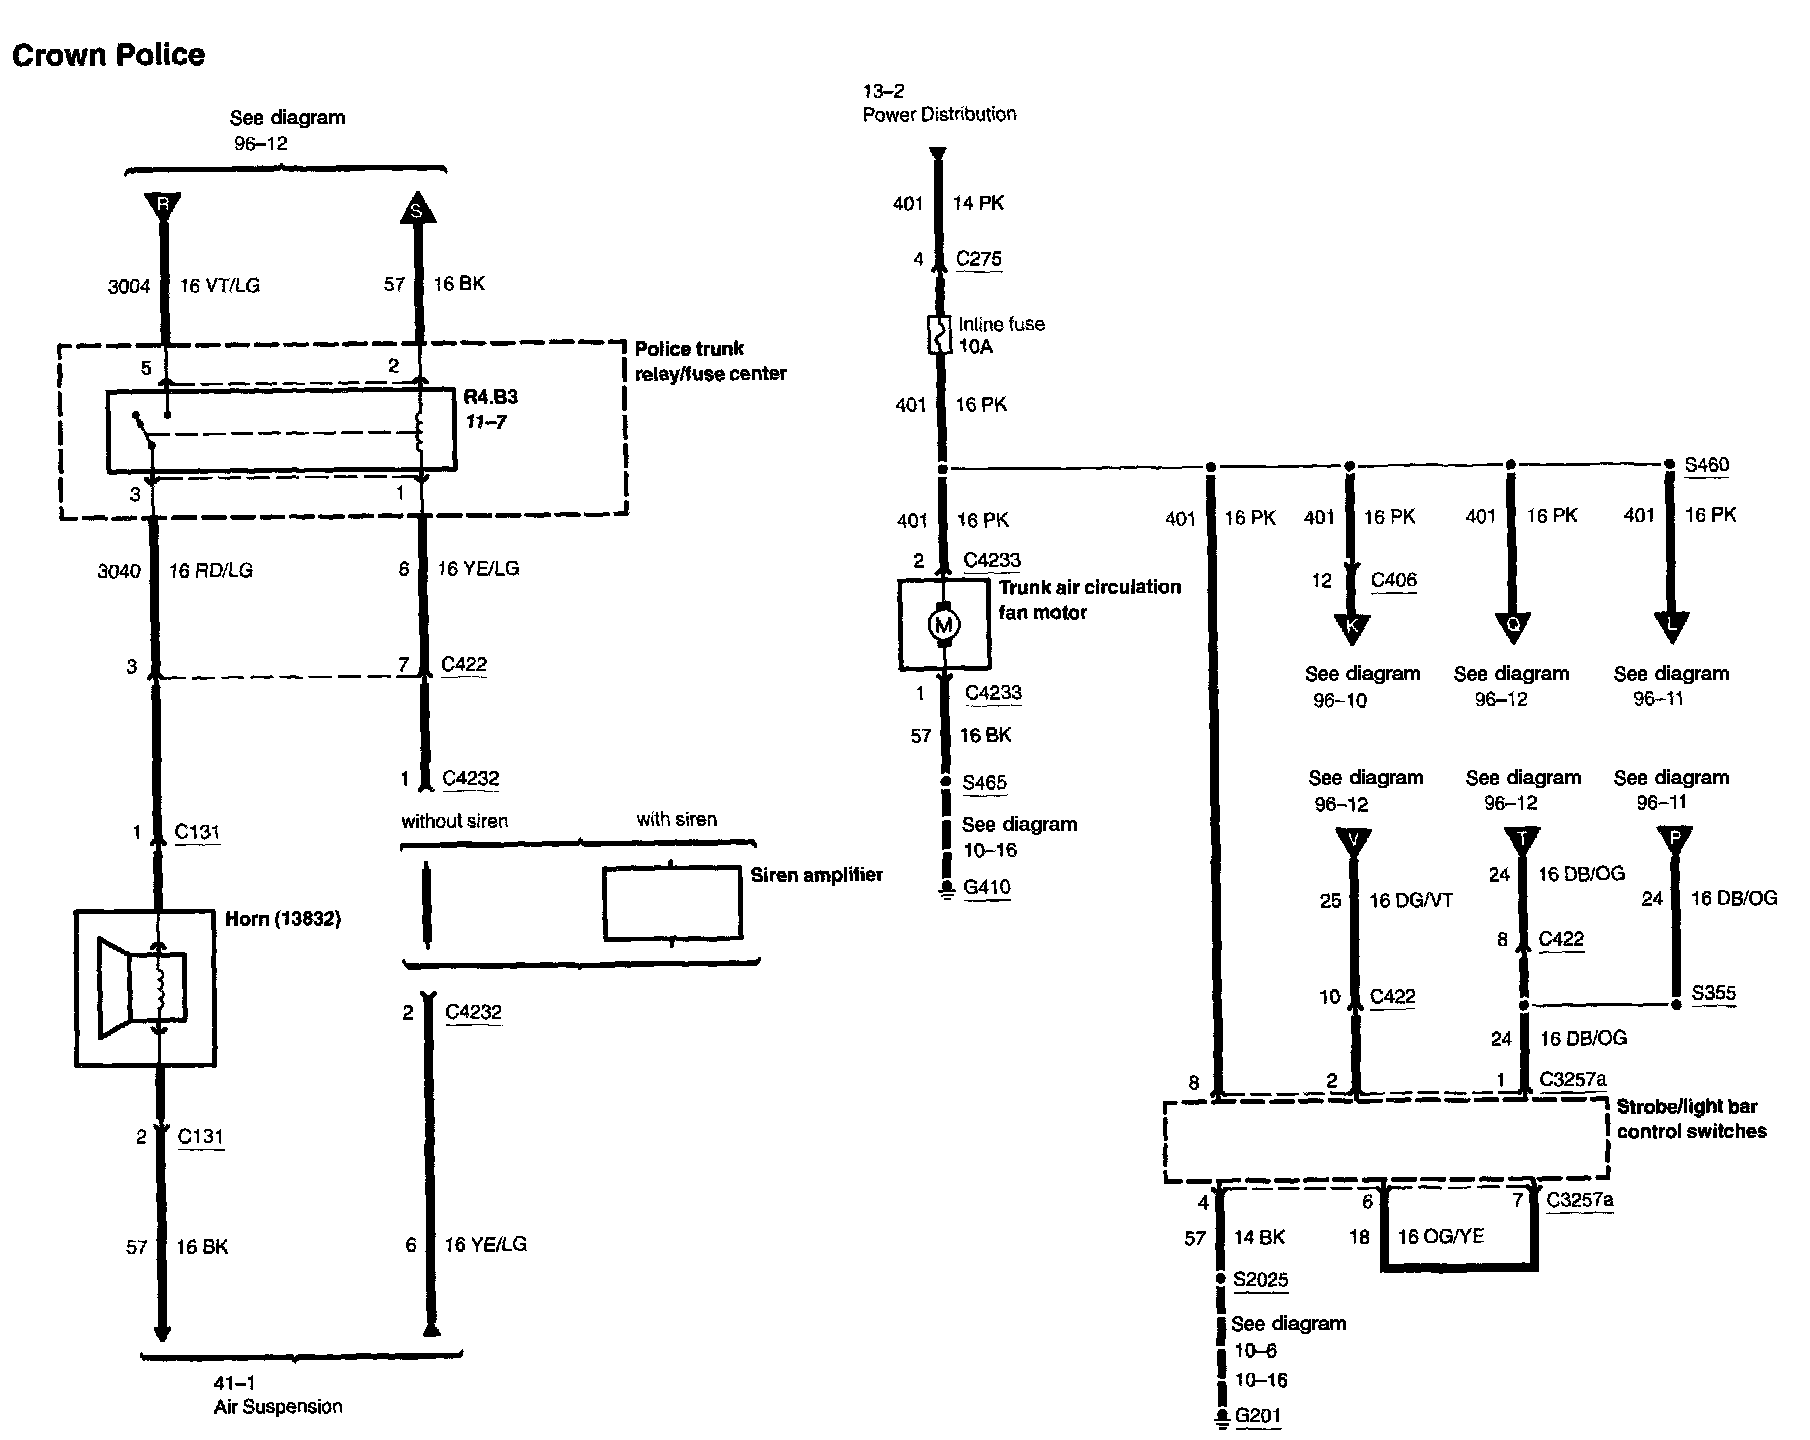 Crown Police
See diagram
96–12
R
S
3004
16 VT/LG
57
16 BK
5
2
Police trunk
relay/fuse center
R4.B3
11–7
3
1
3040
16 RD/LG
6
16 YE/LG
3
7
C422
1
C4232
without siren
with siren
Siren amplifier
1
C131
Horn (13832)
2
C4232
2
C131
57
16 BK
6
16 YE/LG
41–1
Air Suspension
13–2
Power Distribution
401
14 PK
4
C275
Inline fuse
10A
401
16 PK
S460
401
16 PK
401
16 PK
401
16 PK
401
16 PK
401
16 PK
2
C4233
Trunk air circulation
fan motor
M
1
C4233
57
16 BK
S465
See diagram
10–16
G410
12
C406
K
Q
L
See diagram
96–10
See diagram
96–12
See diagram
96–11
See diagram
96–12
See diagram
96–12
See diagram
96–11
V
T
P
25
16 DG/VT
24
16 DB/OG
24
16 DB/OG
8
C422
10
C422
S355
24
16 DB/OG
8
2
1
C3257a
Strobe/light bar
control switches
4
6
7
C3257a
57
14 BK
18
16 OG/YE
S2025
See diagram
10–6
10–16
G201